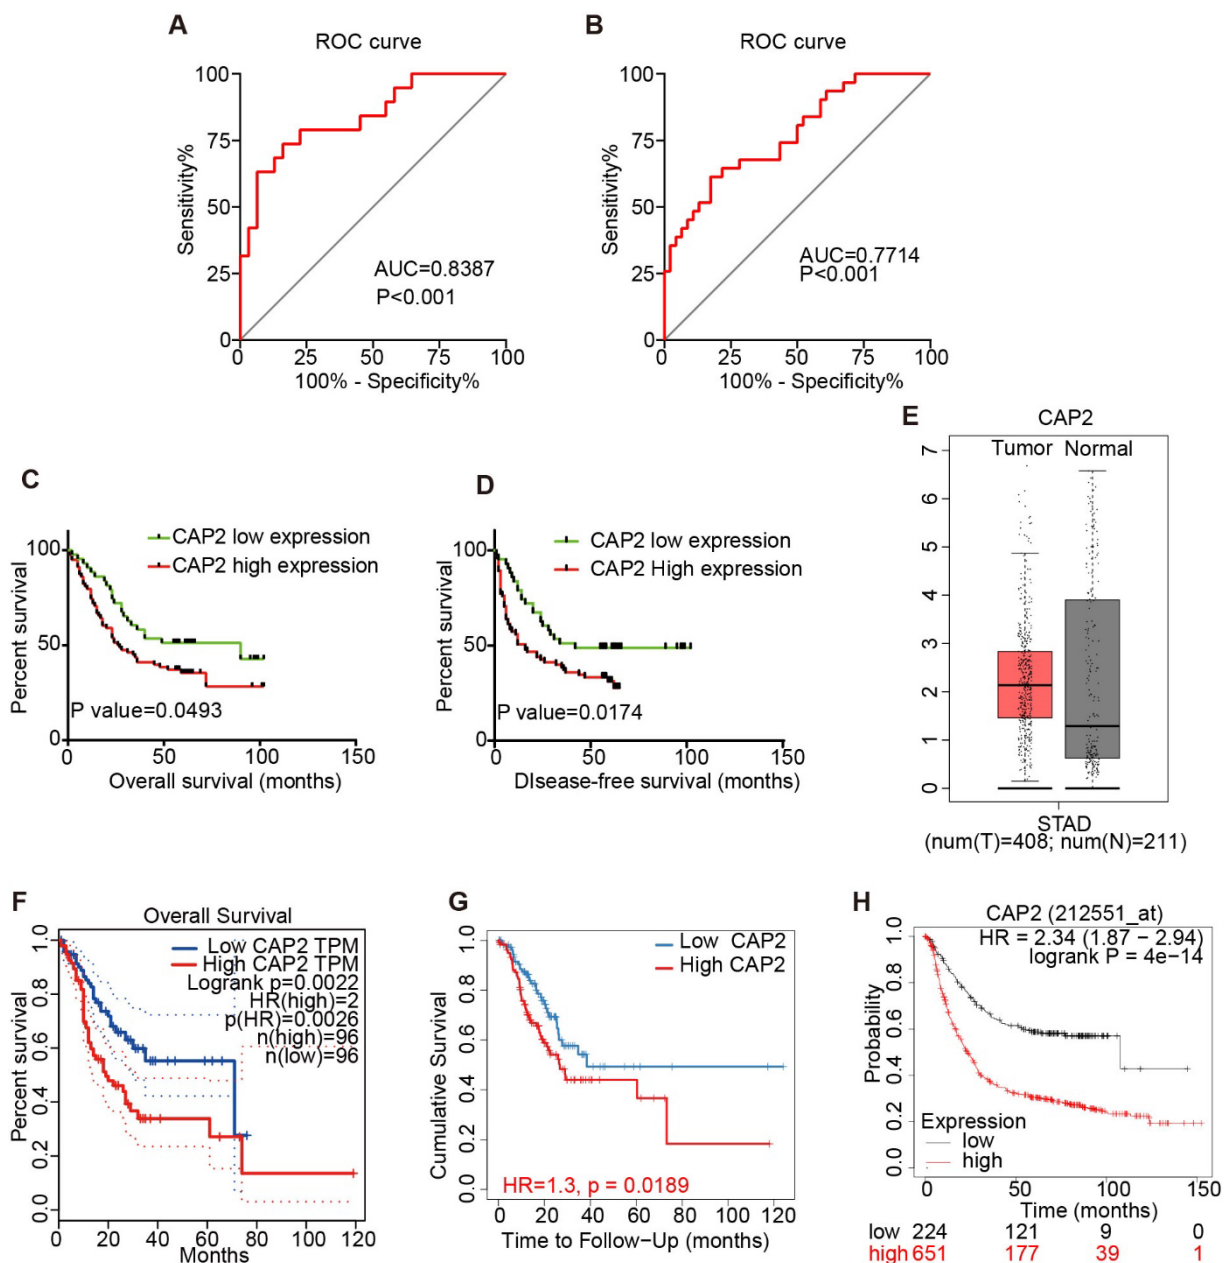 A
ROC curve
100
75
50
25
0
Sensitivity%
0 25 50 75 100
100% - Specificity%
AUC=0.8387
P<0.001
B
ROC curve
100
75
50
25
0
Sensitivity%
0 25 50 75 100
100% - Specificity%
AUC=0.7714
P<0.001
C
CAP2 low expression
CAP2 high expression
100
50
0
Percent survival
P value=0.0493
0 50 100 150
Overall survival (months)
D
CAP2 low expression
CAP2 High expression
100
50
0
Percent survival
P value=0.0174
0 50 100 150
DIsease-free survival (months)
E
CAP2
Tumor Normal
7
6
5
4
3
2
1
0
STAD
(num(T)=408; num(N)=211)
F
Overall Survival
Low CAP2 TPM
High CAP2 TPM
Logrank p=0.0022
HR(high)=2
p(HR)=0.0026
n(high)=96
n(low)=96
1.0
0.8
0.6
0.4
0.2
0.0
Percent survival
0 20 40 60 80 100 120
Months
G
Low CAP2
High CAP2
1.0
0.8
0.6
0.4
0.2
0.0
Cumulative Survival
HR=1.3, p = 0.0189
0 20 40 60 80 100 120
Time to Follow−Up (months)
H
CAP2 (212551_at)
HR = 2.34 (1.87 − 2.94)
logrank P = 4e−14
1.0
0.8
0.6
0.4
0.2
0.0
Probability
Expression
low
high
0 50 100 150
Time (months)
low 224 121 9 0
high 651 177 39 1